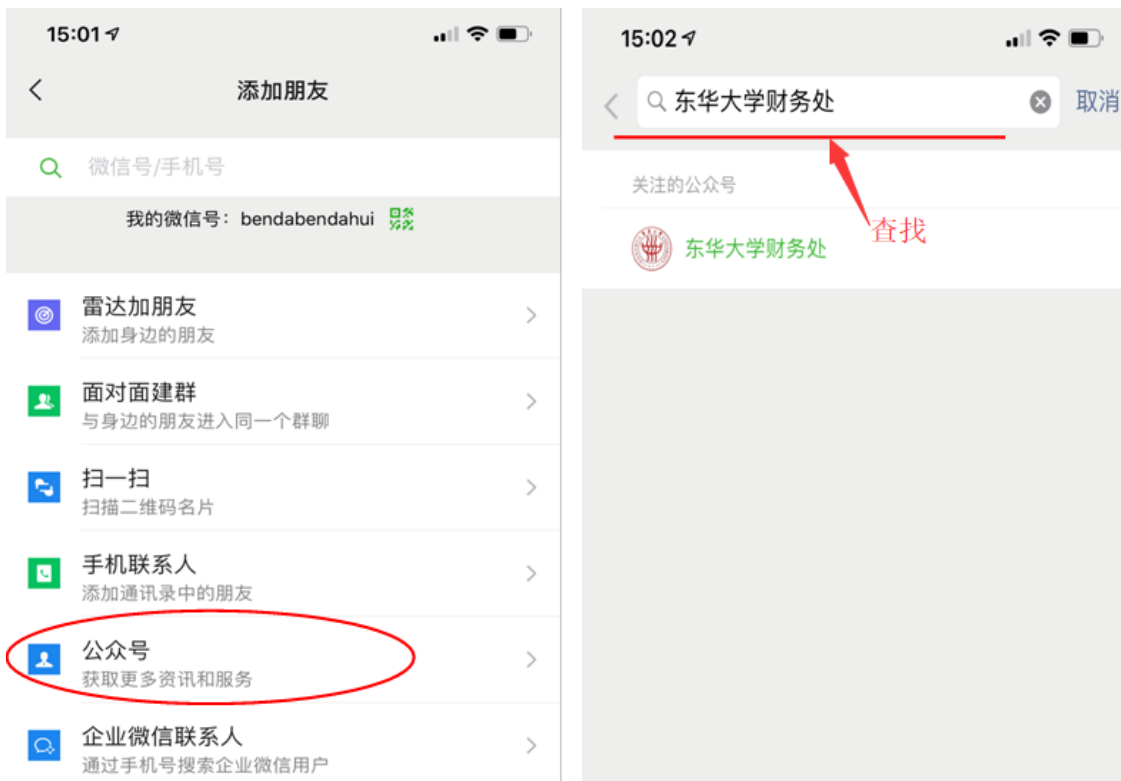 15:01
添加朋友
微信号/手机号
我的微信号：bendabendahui
雷达加朋友
添加身边的朋友
面对面建群
与身边的朋友进入同一个群聊
扫一扫
扫描二维码名片
手机联系人
添加通讯录中的朋友
公众号
获取更多资讯和服务
企业微信联系人
通过手机号搜索企业微信用户
15:02
东华大学财务处
取消
关注的公众号
查找
东华大学财务处